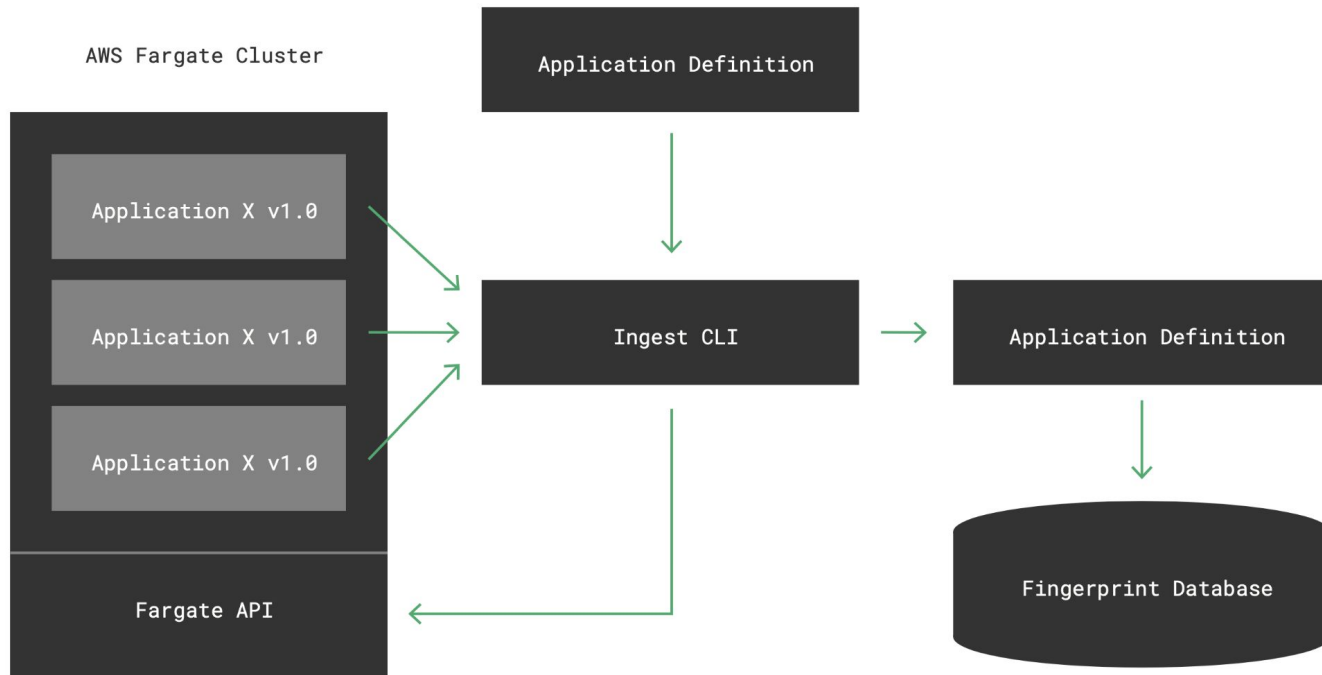 AWS Fargate Cluster
Application Definition
Application X v1.0
Application X v1.0
Ingest CLI
Application Definition
Application X v1.0
Fargate API
Fingerprint Database